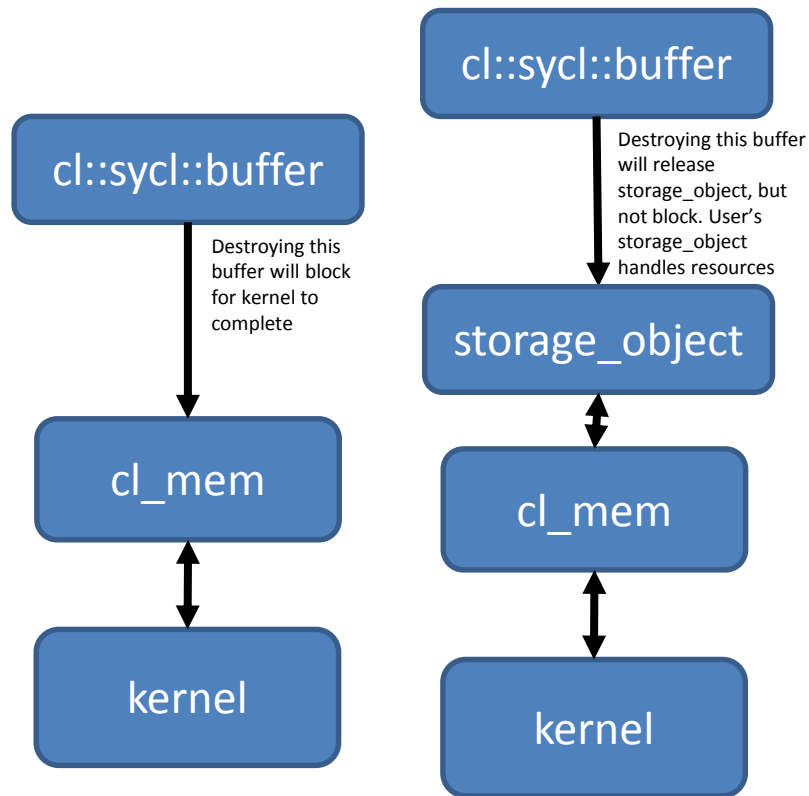 cl::sycl::buffer
Destroying this
buffer will block
for kernel to
complete
cl_mem
kernel
cl::sycl::buffer
Destroying this buffer
will release
storage_object, but
not block. User’s
storage_object
handles resources
storage_object
cl_mem
kernel